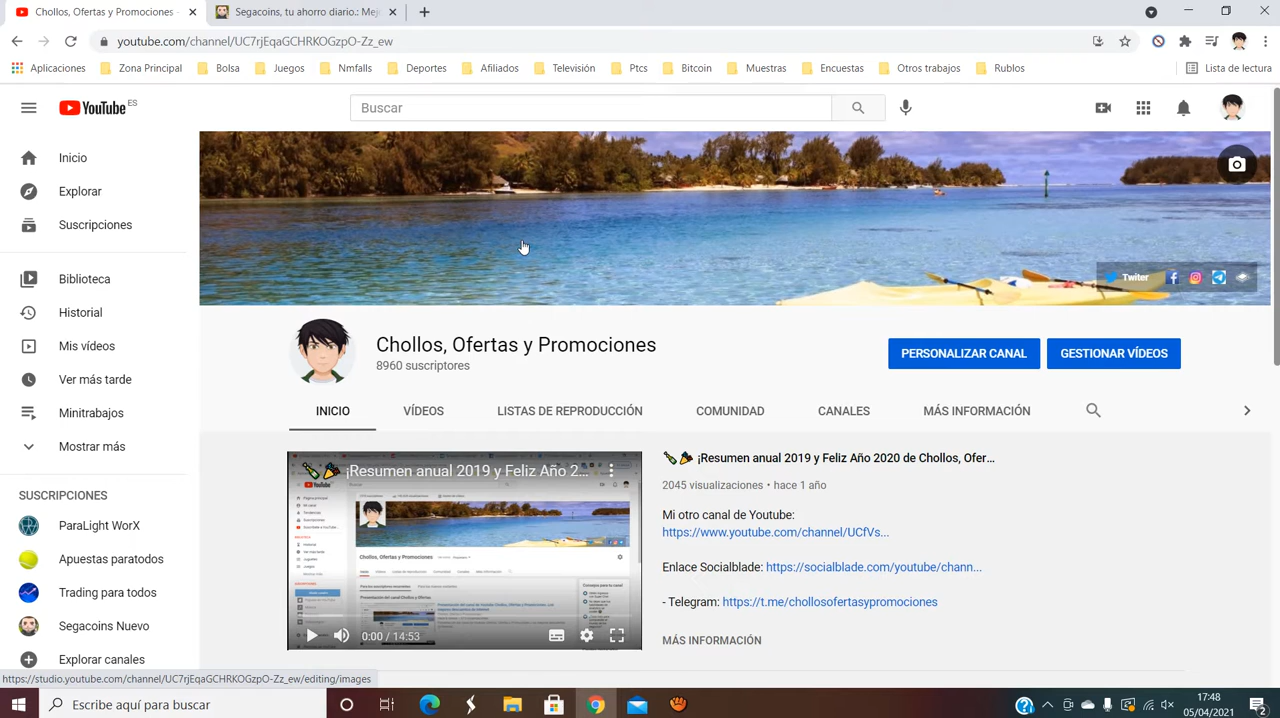 Chollos, Ofertas y Promociones -
Segacoins, tu ahorro diario.: Mej
youtube.com/channel/UC7rjEqaGCHRKOGzpO-Zz_ew
Aplicaciones
Zona Principal
Bolsa
Juegos
Nmfalls
Deportes
Afiliados
Televisión
Ptcs
Bitcoin
Muestras
Encuestas
Otros trabajos
Rublos
Lista de lectura
YouTube ES
Buscar
Inicio
Explorar
Suscripciones
Biblioteca
Historial
Mis vídeos
Ver más tarde
Minitrabajos
Mostrar más
SUSCRIPCIONES
ParaLight WorX
Apuestas paratodos
Trading para todos
Segacoins Nuevo
Explorar canales
Twiter
Chollos, Ofertas y Promociones
8960 suscriptores
PERSONALIZAR CANAL
GESTIONAR VÍDEOS
INICIO
VÍDEOS
LISTAS DE REPRODUCCIÓN
COMUNIDAD
CANALES
MÁS INFORMACIÓN
¡Resumen anual 2019 y Feliz Año 2...
YouTube
Chollos, Ofertas y Promociones
0:00 / 14:53
¡Resumen anual 2019 y Feliz Año 2020 de Chollos, Ofer...
2045 visualizaciones • hace 1 año
Mi otro canal de Youtube:
https://www.youtube.com/channel/UCfVs...
Enlace Socialblade: https://socialblade.com/youtube/chann...
- Telegram: https://t.me/chollosofertasypromociones
MÁS INFORMACIÓN
https://studio.youtube.com/channel/UC7rjEqaGCHRKOGzpO-Zz_ew/editing/images
Escribe aquí para buscar
17:48
05/04/2021
2